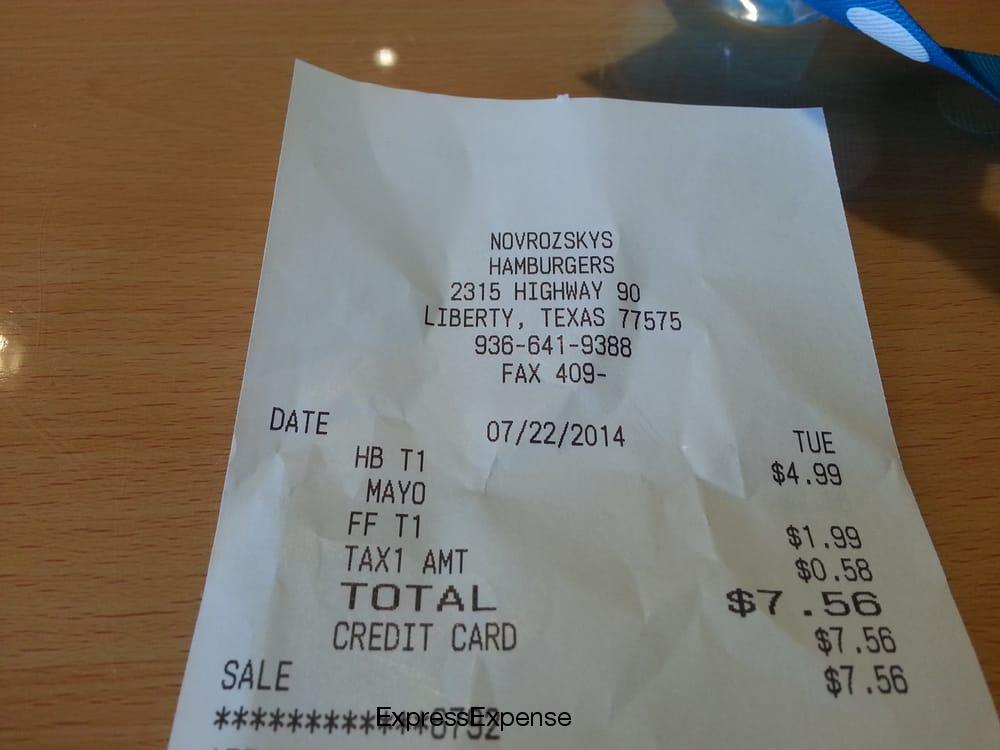 NOVROZSKYS
HAMBURGERS
2315 HIGHWAY 90
LIBERTY, TEXAS 77575
936-641-9388
FAX 409-
DATE 07/22/2014 TUE
HB T1 $4.99
MAYO
FF T1 $1.99
TAX1 AMT $0.58
TOTAL $7.56
CREDIT CARD $7.56
SALE $7.56
ExpressExpense